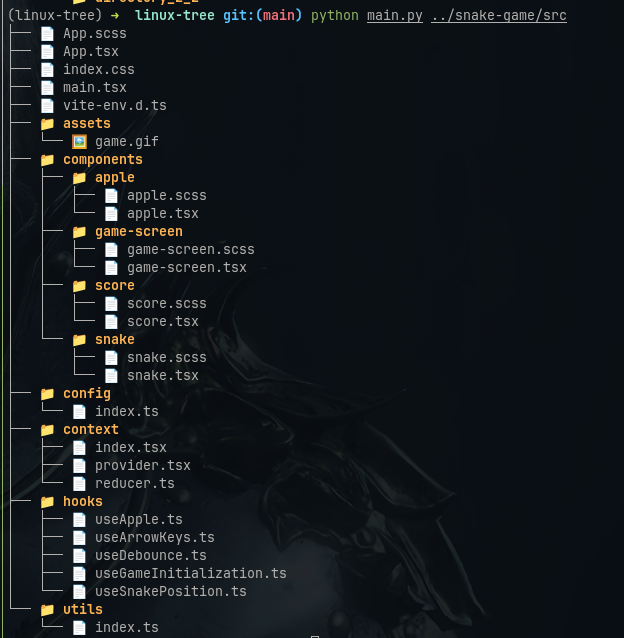 directory_2_2
(linux-tree) ➜ linux-tree git:(main) python main.py ../snake-game/src
├── 📄 App.scss
├── 📄 App.tsx
├── 📄 index.css
├── 📄 main.tsx
├── 📄 vite-env.d.ts
├── 📁 assets
│   └── 🖼️ game.gif
├── 📁 components
│   ├── 📁 apple
│   │   ├── 📄 apple.scss
│   │   └── 📄 apple.tsx
│   ├── 📁 game-screen
│   │   ├── 📄 game-screen.scss
│   │   └── 📄 game-screen.tsx
│   ├── 📁 score
│   │   ├── 📄 score.scss
│   │   └── 📄 score.tsx
│   └── 📁 snake
│       ├── 📄 snake.scss
│       └── 📄 snake.tsx
├── 📁 config
│   └── 📄 index.ts
├── 📁 context
│   ├── 📄 index.tsx
│   ├── 📄 provider.tsx
│   └── 📄 reducer.ts
├── 📁 hooks
│   ├── 📄 useApple.ts
│   ├── 📄 useArrowKeys.ts
│   ├── 📄 useDebounce.ts
│   ├── 📄 useGameInitialization.ts
│   └── 📄 useSnakePosition.ts
└── 📁 utils
    └── 📄 index.ts